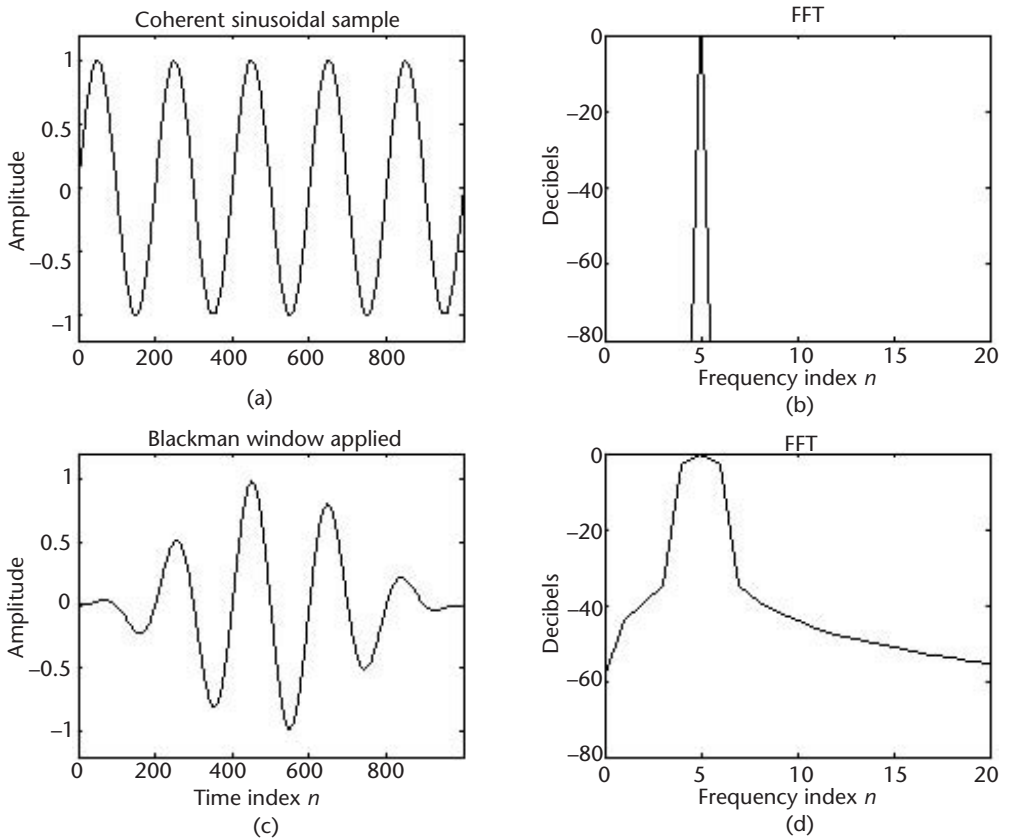 Coherent sinusoidal sample
1
0.5
0
−0.5
−1
Amplitude
0 200 400 600 800
(a)
FFT
0
−20
−40
−60
−80
Decibels
0 5 10 15 20
Frequency index n
(b)
Blackman window applied
1
0.5
0
−0.5
−1
Amplitude
0 200 400 600 800
Time index n
(c)
FFT
0
−20
−40
−60
−80
Decibels
0 5 10 15 20
Frequency index n
(d)